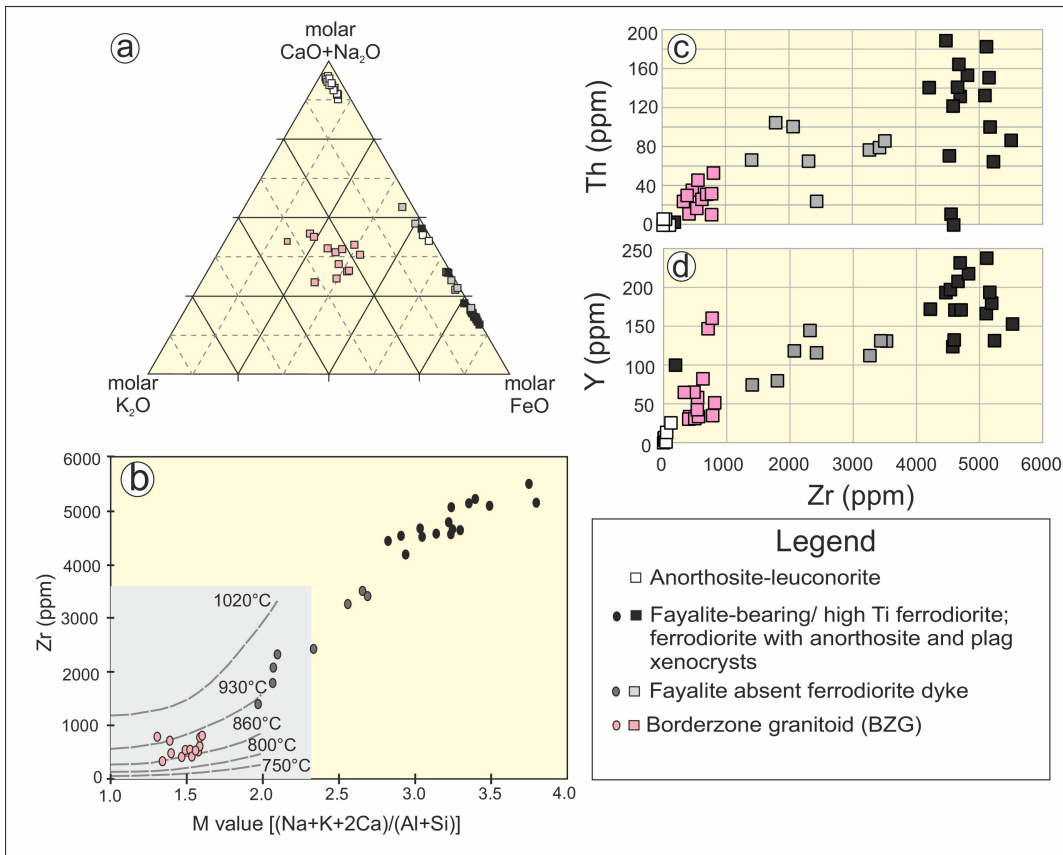 a
molar
CaO+Na₂O
molar
K₂O
molar
FeO
b
Zr (ppm)
6000
5000
4000
3000
2000
1000
0
1020°C
930°C
860°C
800°C
750°C
1.0 1.5 2.0 2.5 3.0 3.5 4.0
M value [(Na+K+2Ca)/(Al+Si)]
c
Th (ppm)
200
160
120
80
40
0
d
Y (ppm)
250
200
150
100
50
0
0 1000 2000 3000 4000 5000 6000
Zr (ppm)
Legend
Anorthosite-leuconorite
Fayalite-bearing/ high Ti ferrodiorite;
ferrodiorite with anorthosite and plag
xenocrysts
Fayalite absent ferrodiorite dyke
Borderzone granitoid (BZG)